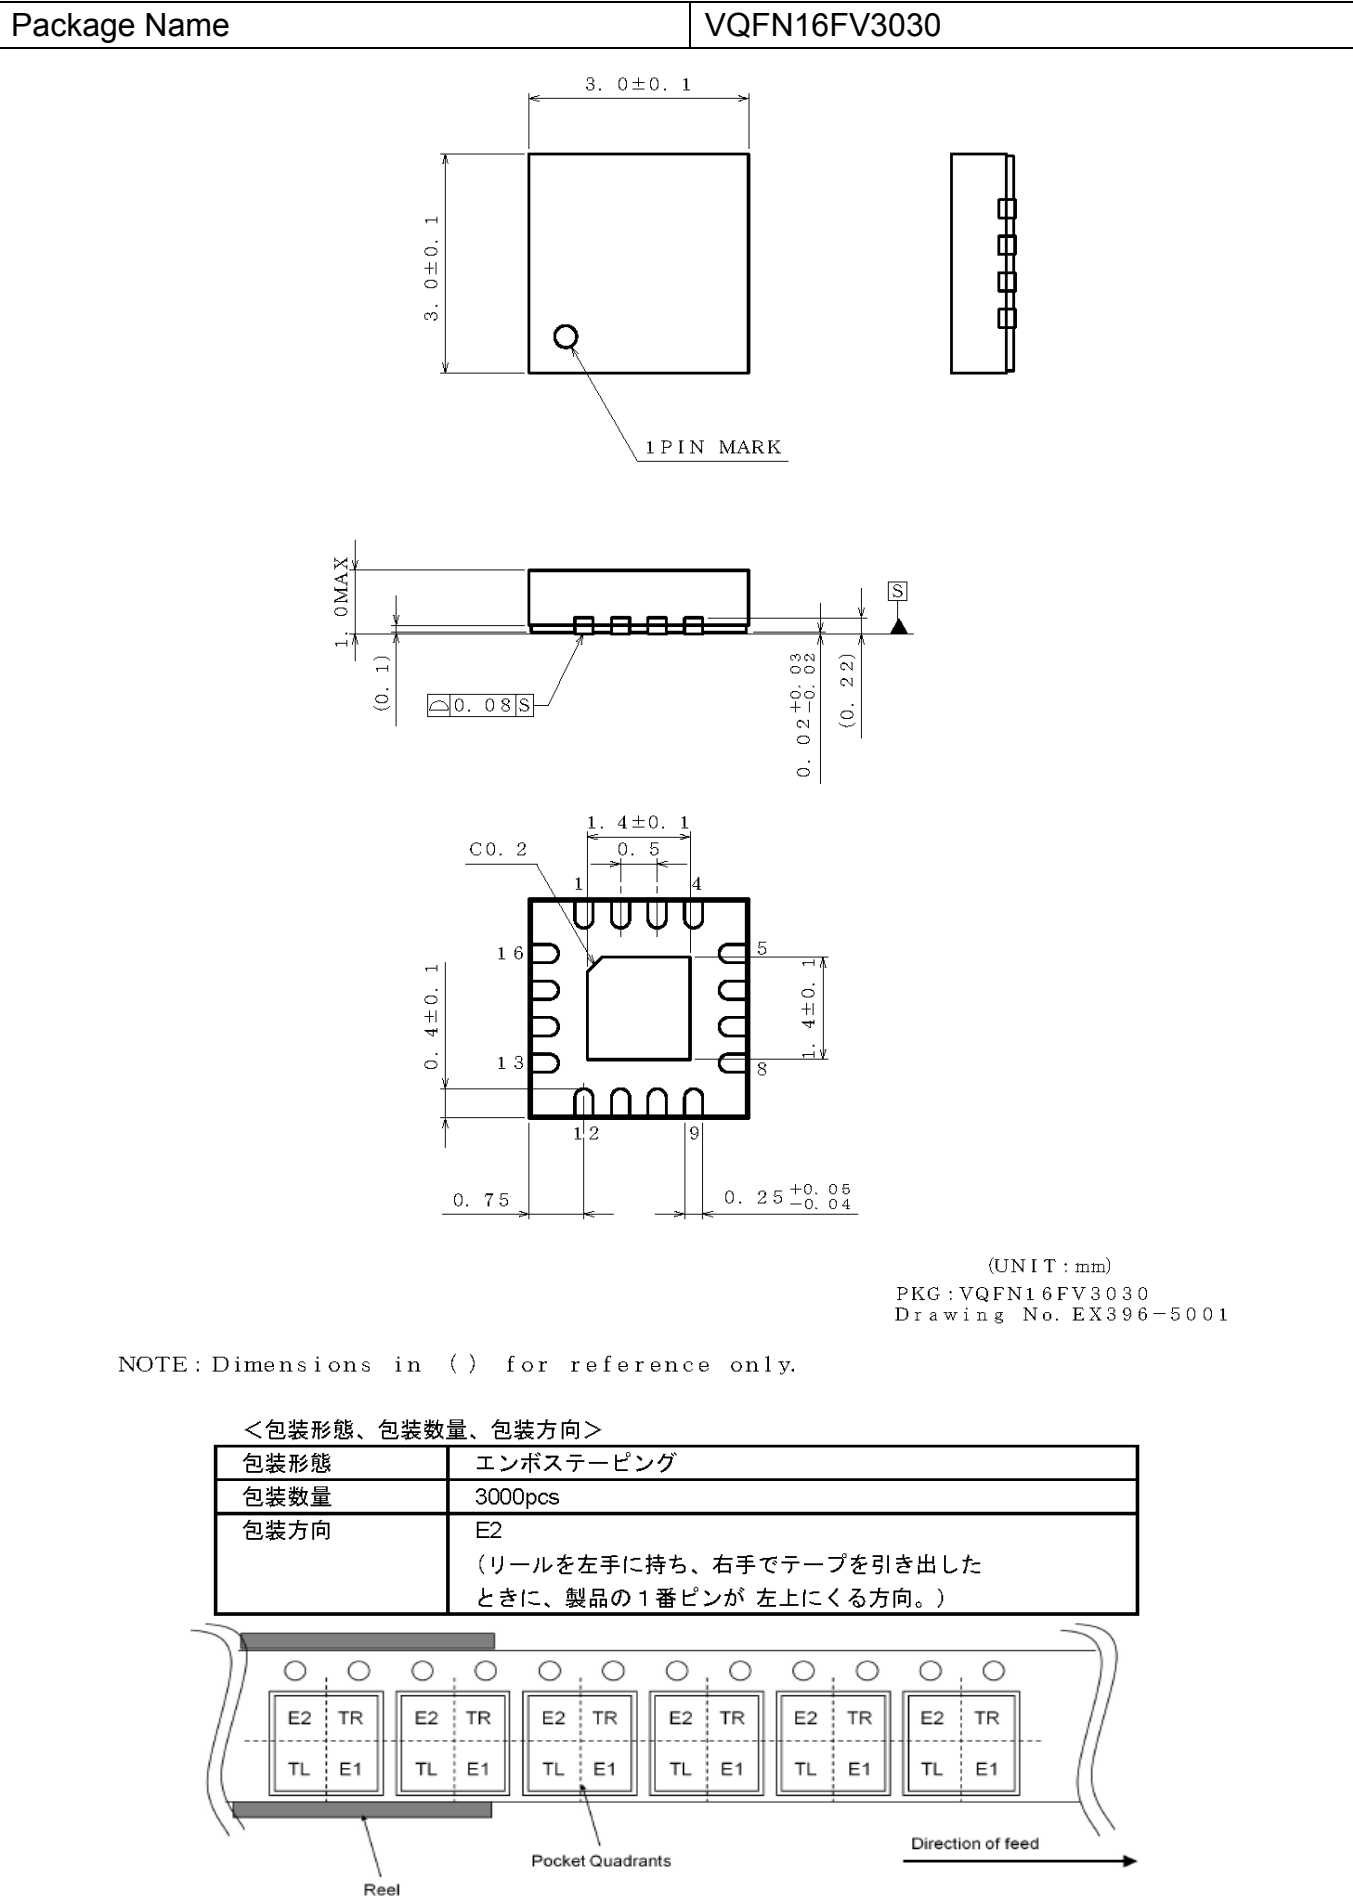 Package Name VQFN16FV3030
3. 0±0. 1
3. 0±0. 1
1PIN MARK
1. 0MAX
(0. 1)
⌓ 0. 08 S
S
0. 02 +0. 03 −0. 02
(0. 22)
1. 4±0. 1
C0. 2
0. 5
1 4
16 5
0. 4±0. 1
1. 4±0. 1
13 8
12 9
0. 75
0. 25 +0. 05 −0. 04
(UNIT : mm)
PKG : VQFN16FV3030
Drawing No. EX396−5001
NOTE : Dimensions in ( ) for reference only.
＜包装形態、包装数量、包装方向＞
包装形態 エンボステーピング
包装数量 3000pcs
包装方向 E2
（リールを左手に持ち、右手でテープを引き出した
ときに、製品の１番ピンが 左上にくる方向。）
E2 TR E2 TR E2 TR E2 TR E2 TR E2 TR
TL E1 TL E1 TL E1 TL E1 TL E1 TL E1
Direction of feed
Pocket Quadrants
Reel